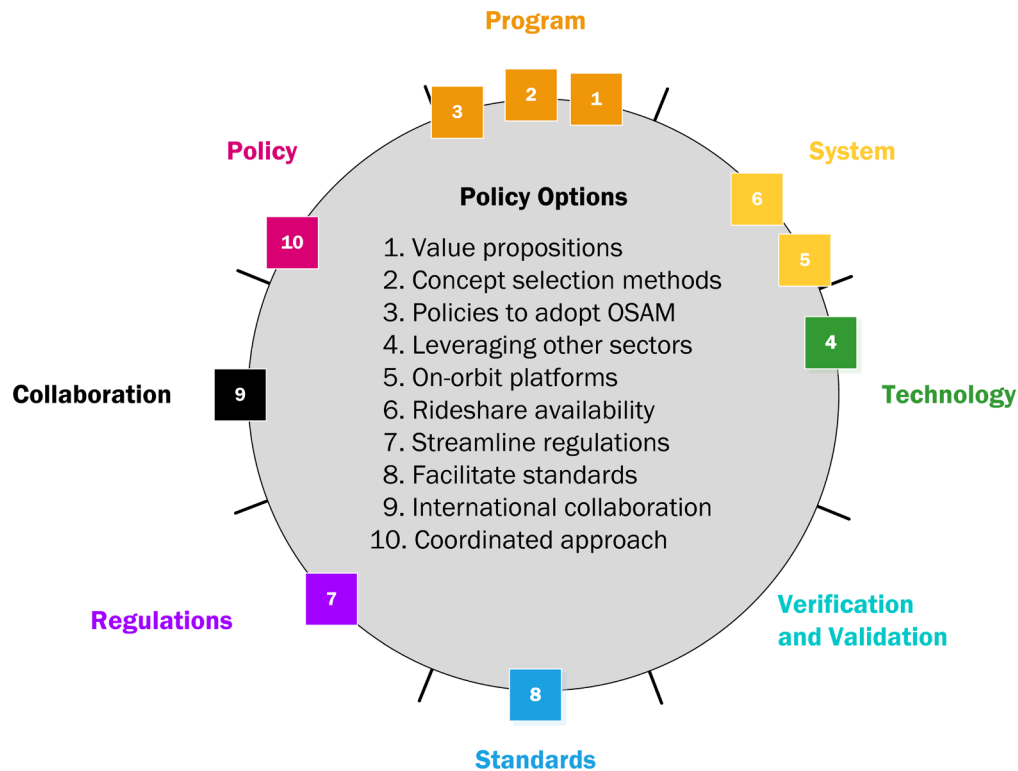 Program
3
2
1
Policy
System
6
10
Policy Options
5
1. Value propositions
2. Concept selection methods
3. Policies to adopt OSAM
4. Leveraging other sectors
4
5. On-orbit platforms
Collaboration
9
Technology
6. Rideshare availability
7. Streamline regulations
8. Facilitate standards
9. International collaboration
10. Coordinated approach
7
Regulations
Verification
and Validation
8
Standards